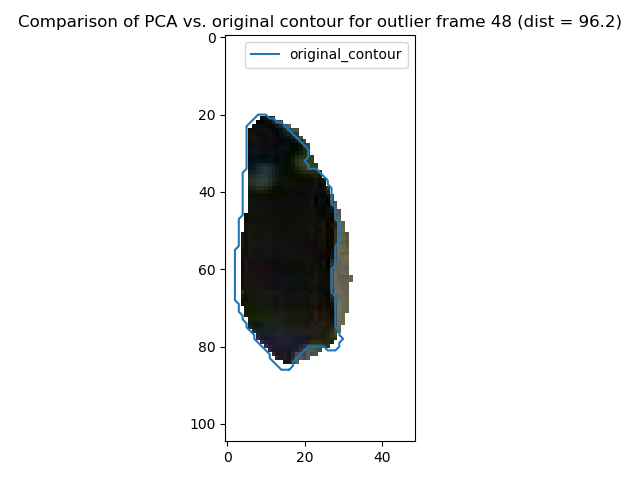 Comparison of PCA vs. original contour for outlier frame 48 (dist = 96.2)
original_contour
0
20
40
60
80
100
0 20 40